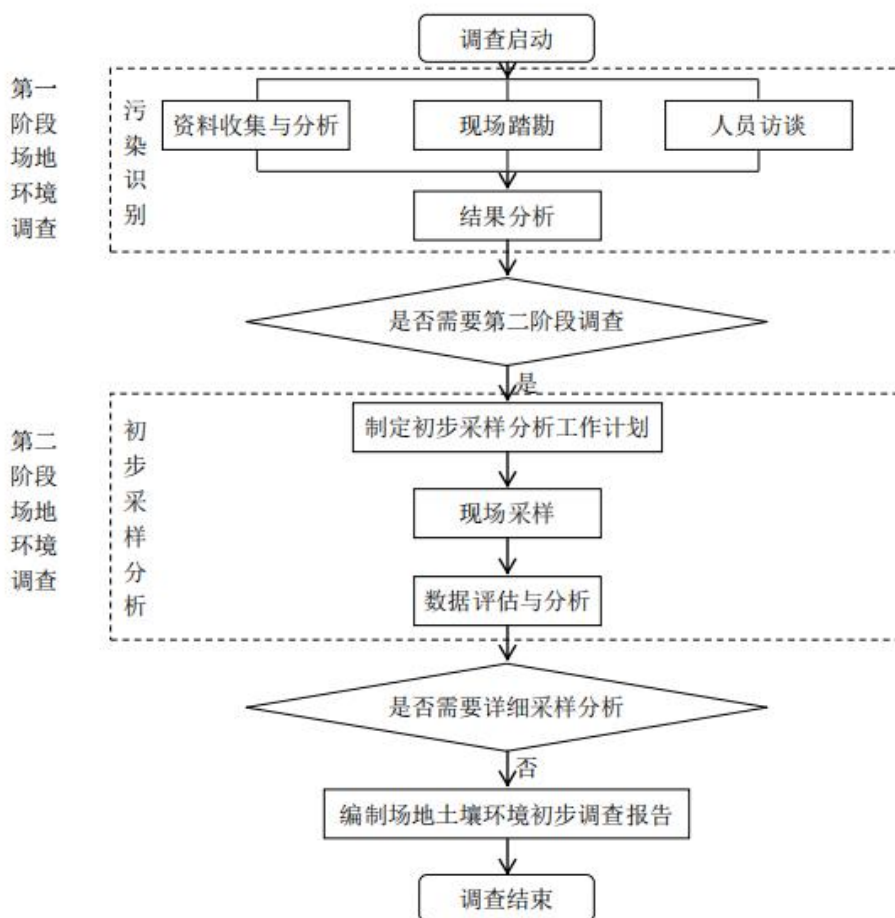 调查启动
第一
阶段
场地
环境
调查
污染识别
资料收集与分析
现场踏勘
人员访谈
结果分析
是否需要第二阶段调查
是
第二
阶段
场地
环境
调查
初步采样分析
制定初步采样分析工作计划
现场采样
数据评估与分析
是否需要详细采样分析
否
编制场地土壤环境初步调查报告
调查结束